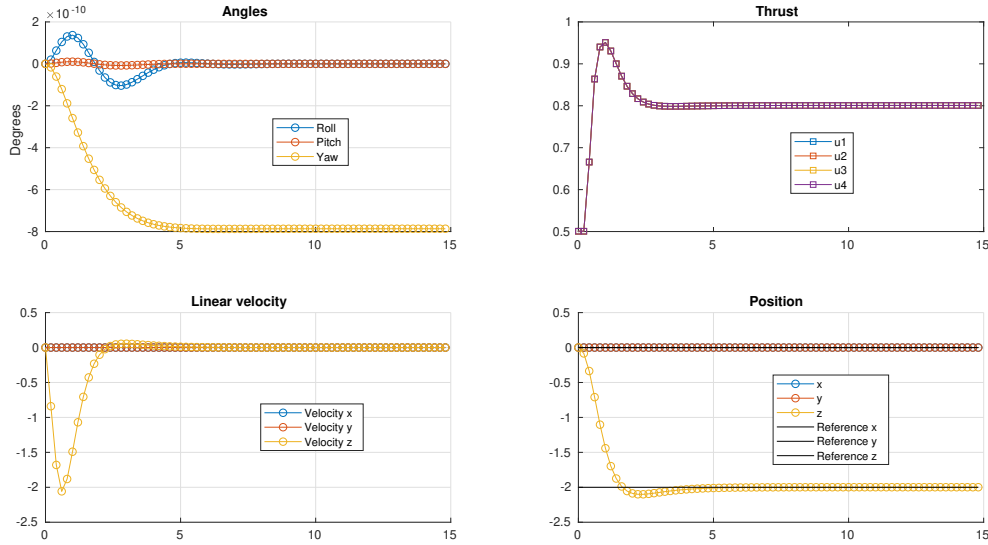 Angles
×10⁻¹⁰
2
0
-2
-4
-6
-8
Degrees
Roll
Pitch
Yaw
0
5
10
15
Thrust
1
0.9
0.8
0.7
0.6
0.5
u1
u2
u3
u4
0
5
10
15
Linear velocity
0.5
0
-0.5
-1
-1.5
-2
-2.5
Velocity x
Velocity y
Velocity z
0
5
10
15
Position
0.5
0
-0.5
-1
-1.5
-2
-2.5
x
y
z
Reference x
Reference y
Reference z
0
5
10
15